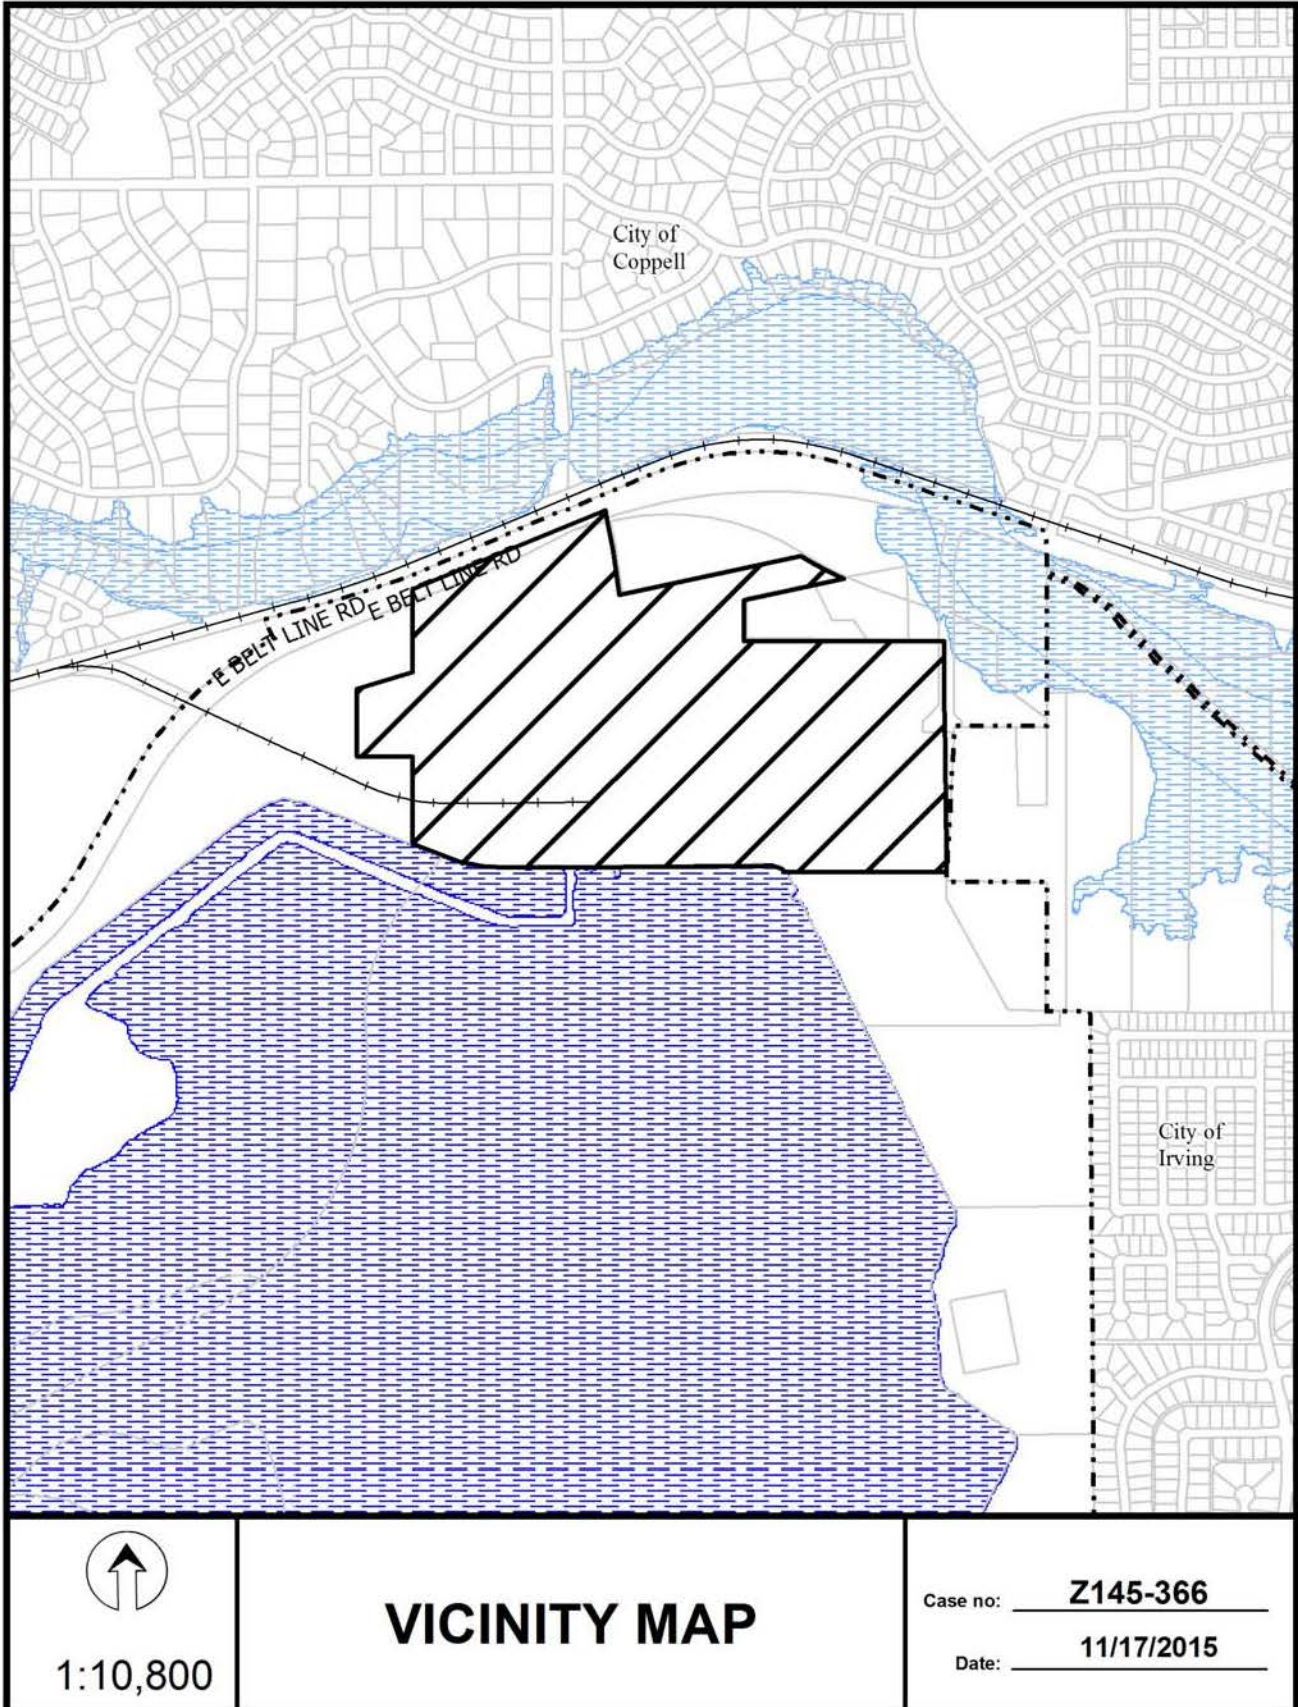 City of
Coppell
E BELT LINE RD
E BELT LINE RD
City of
Irving
1:10,800
VICINITY MAP
Case no: Z145-366
Date: 11/17/2015